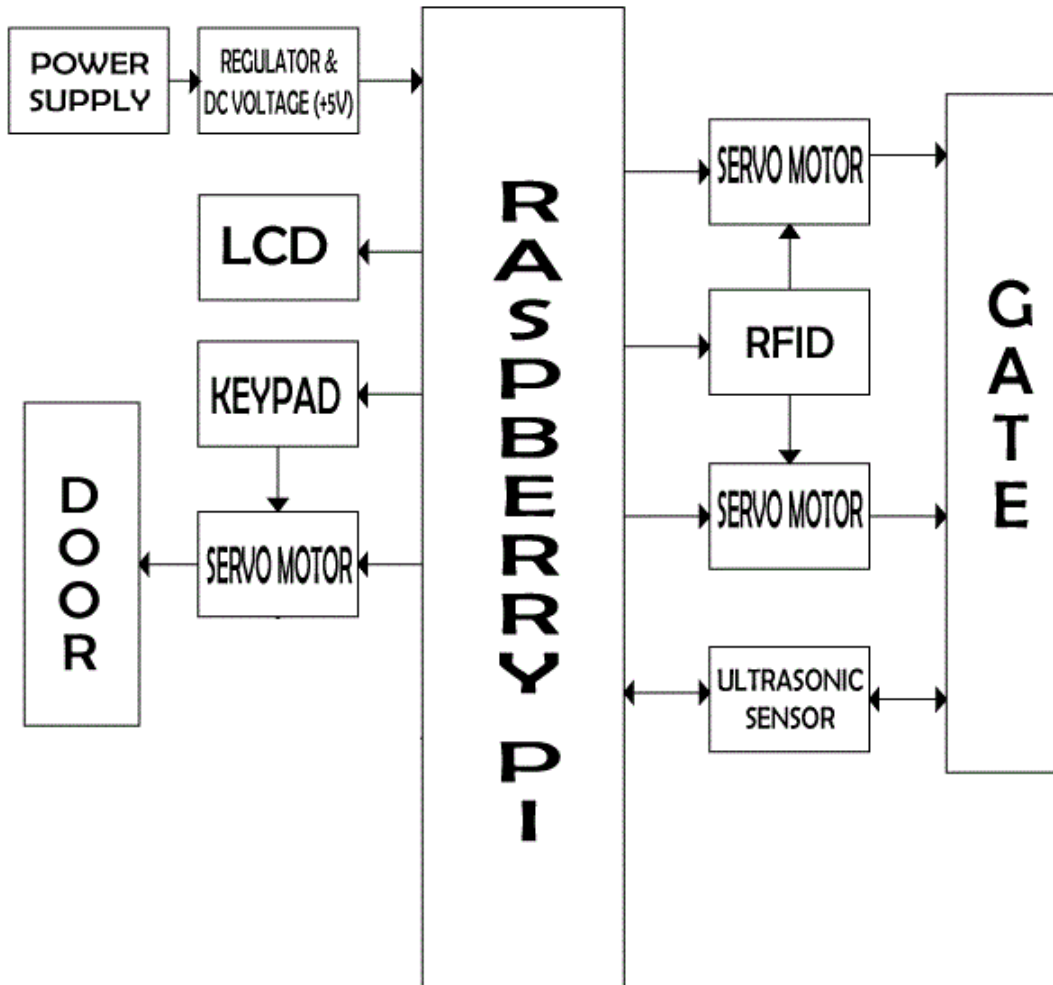 POWER
SUPPLY
REGULATOR &
DC VOLTAGE (+5V)
LCD
KEYPAD
SERVO MOTOR
DOOR
RASPBERRY PI
SERVO MOTOR
RFID
SERVO MOTOR
ULTRASONIC
SENSOR
GATE